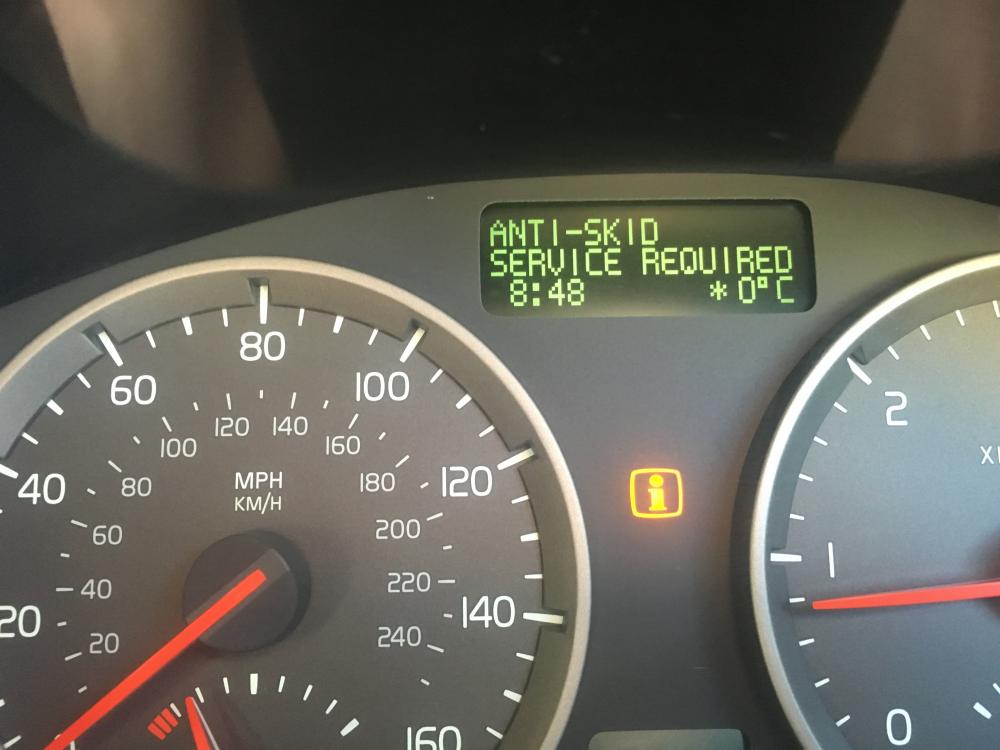 ANTI-SKID
SERVICE REQUIRED
8:48 *0°C
80
60
100
120 140
100 160
40 80 MPH 180 120
KM/H
60 200
40 220
20 140
20 240
160
i
2
1
0